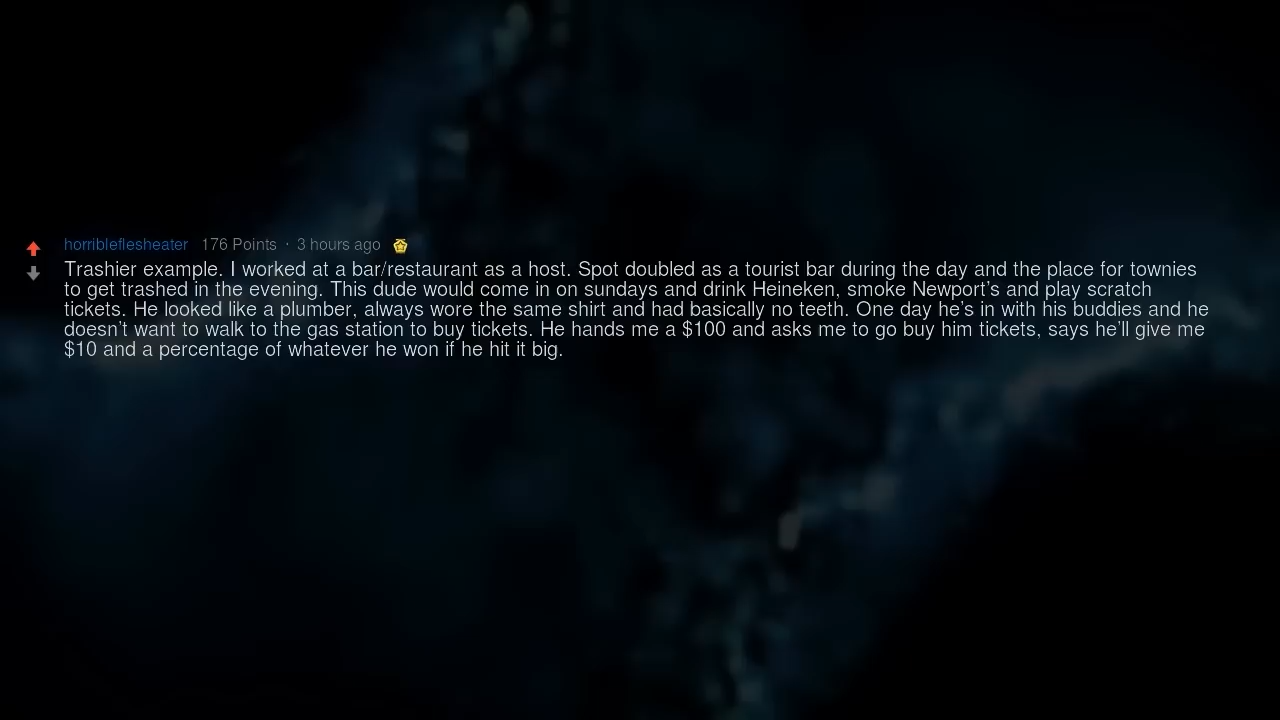 horribleflesheater 176 Points · 3 hours ago
Trashier example. I worked at a bar/restaurant as a host. Spot doubled as a tourist bar during the day and the place for townies
to get trashed in the evening. This dude would come in on sundays and drink Heineken, smoke Newport's and play scratch
tickets. He looked like a plumber, always wore the same shirt and had basically no teeth. One day he's in with his buddies and he
doesn't want to walk to the gas station to buy tickets. He hands me a $100 and asks me to go buy him tickets, says he'll give me
$10 and a percentage of whatever he won if he hit it big.